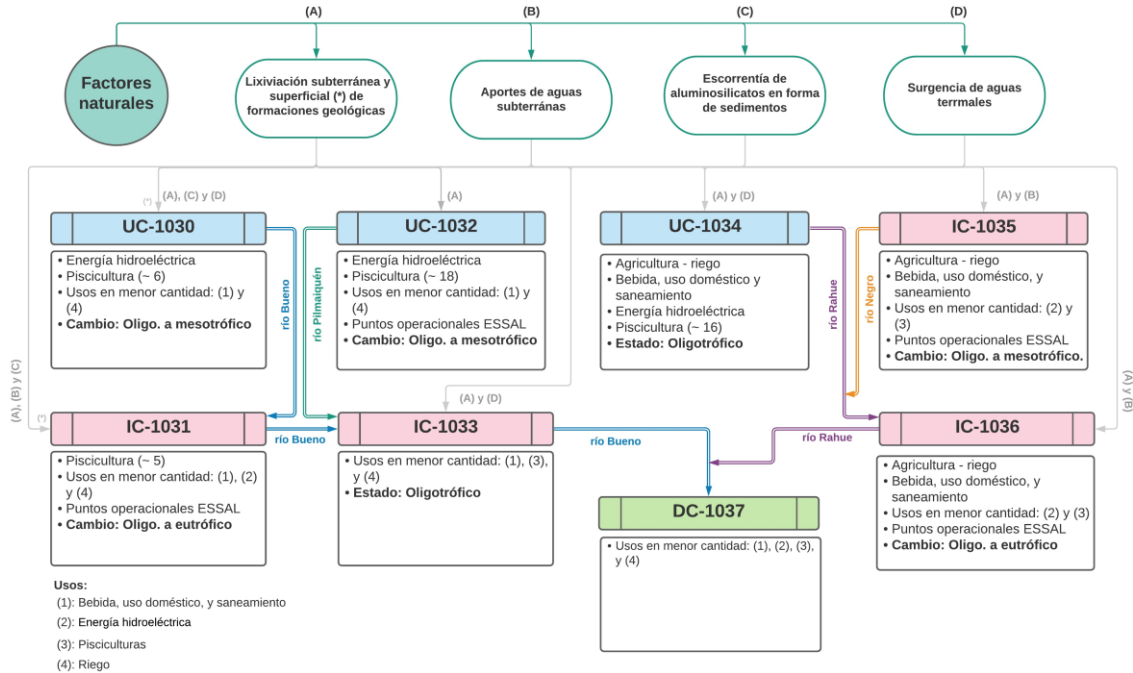 (A)
(B)
(C)
(D)
Factores
naturales
Lixiviación subterránea y
superficial (*) de
formaciones geológicas
Aportes de aguas
subterránas
Escorrentía de
aluminosilicatos en forma
de sedimentos
Surgencia de aguas
terrmales
(*)
(A), (C) y (D)
(A)
(A) y (D)
(A) y (B)
UC-1030
• Energía hidroeléctrica
• Piscicultura (~ 6)
• Usos en menor cantidad: (1) y
(4)
• Cambio: Oligo. a mesotrófico
río Bueno
río Pilmaiquén
UC-1032
• Energía hidroeléctrica
• Piscicultura (~ 18)
• Usos en menor cantidad: (1) y
(4)
• Puntos operacionales ESSAL
• Cambio: Oligo. a mesotrófico
UC-1034
• Agricultura - riego
• Bebida, uso doméstico y
saneamiento
• Energía hidroeléctrica
• Piscicultura (~ 16)
• Estado: Oligotrófico
río Rahue
río Negro
IC-1035
• Agricultura - riego
• Bebida, uso doméstico, y
saneamiento
• Usos en menor cantidad: (2) y
(3)
• Puntos operacionales ESSAL
• Cambio: Oligo. a mesotrófico.
(A), (B) y (C)
(*)
(A) y (D)
(A) y (B)
IC-1031
• Piscicultura (~ 5)
• Usos en menor cantidad: (1), (2)
y (4)
• Puntos operacionales ESSAL
• Cambio: Oligo. a eutrófico
río Bueno
IC-1033
• Usos en menor cantidad: (1), (3),
y (4)
• Estado: Oligotrófico
río Bueno
río Rahue
IC-1036
• Agricultura - riego
• Bebida, uso doméstico, y
saneamiento
• Usos en menor cantidad: (2) y (3)
• Puntos operacionales ESSAL
• Cambio: Oligo. a eutrófico
DC-1037
• Usos en menor cantidad: (1), (2), (3),
y (4)
Usos:
(1): Bebida, uso doméstico, y saneamiento
(2): Energía hidroeléctrica
(3): Pisciculturas
(4): Riego